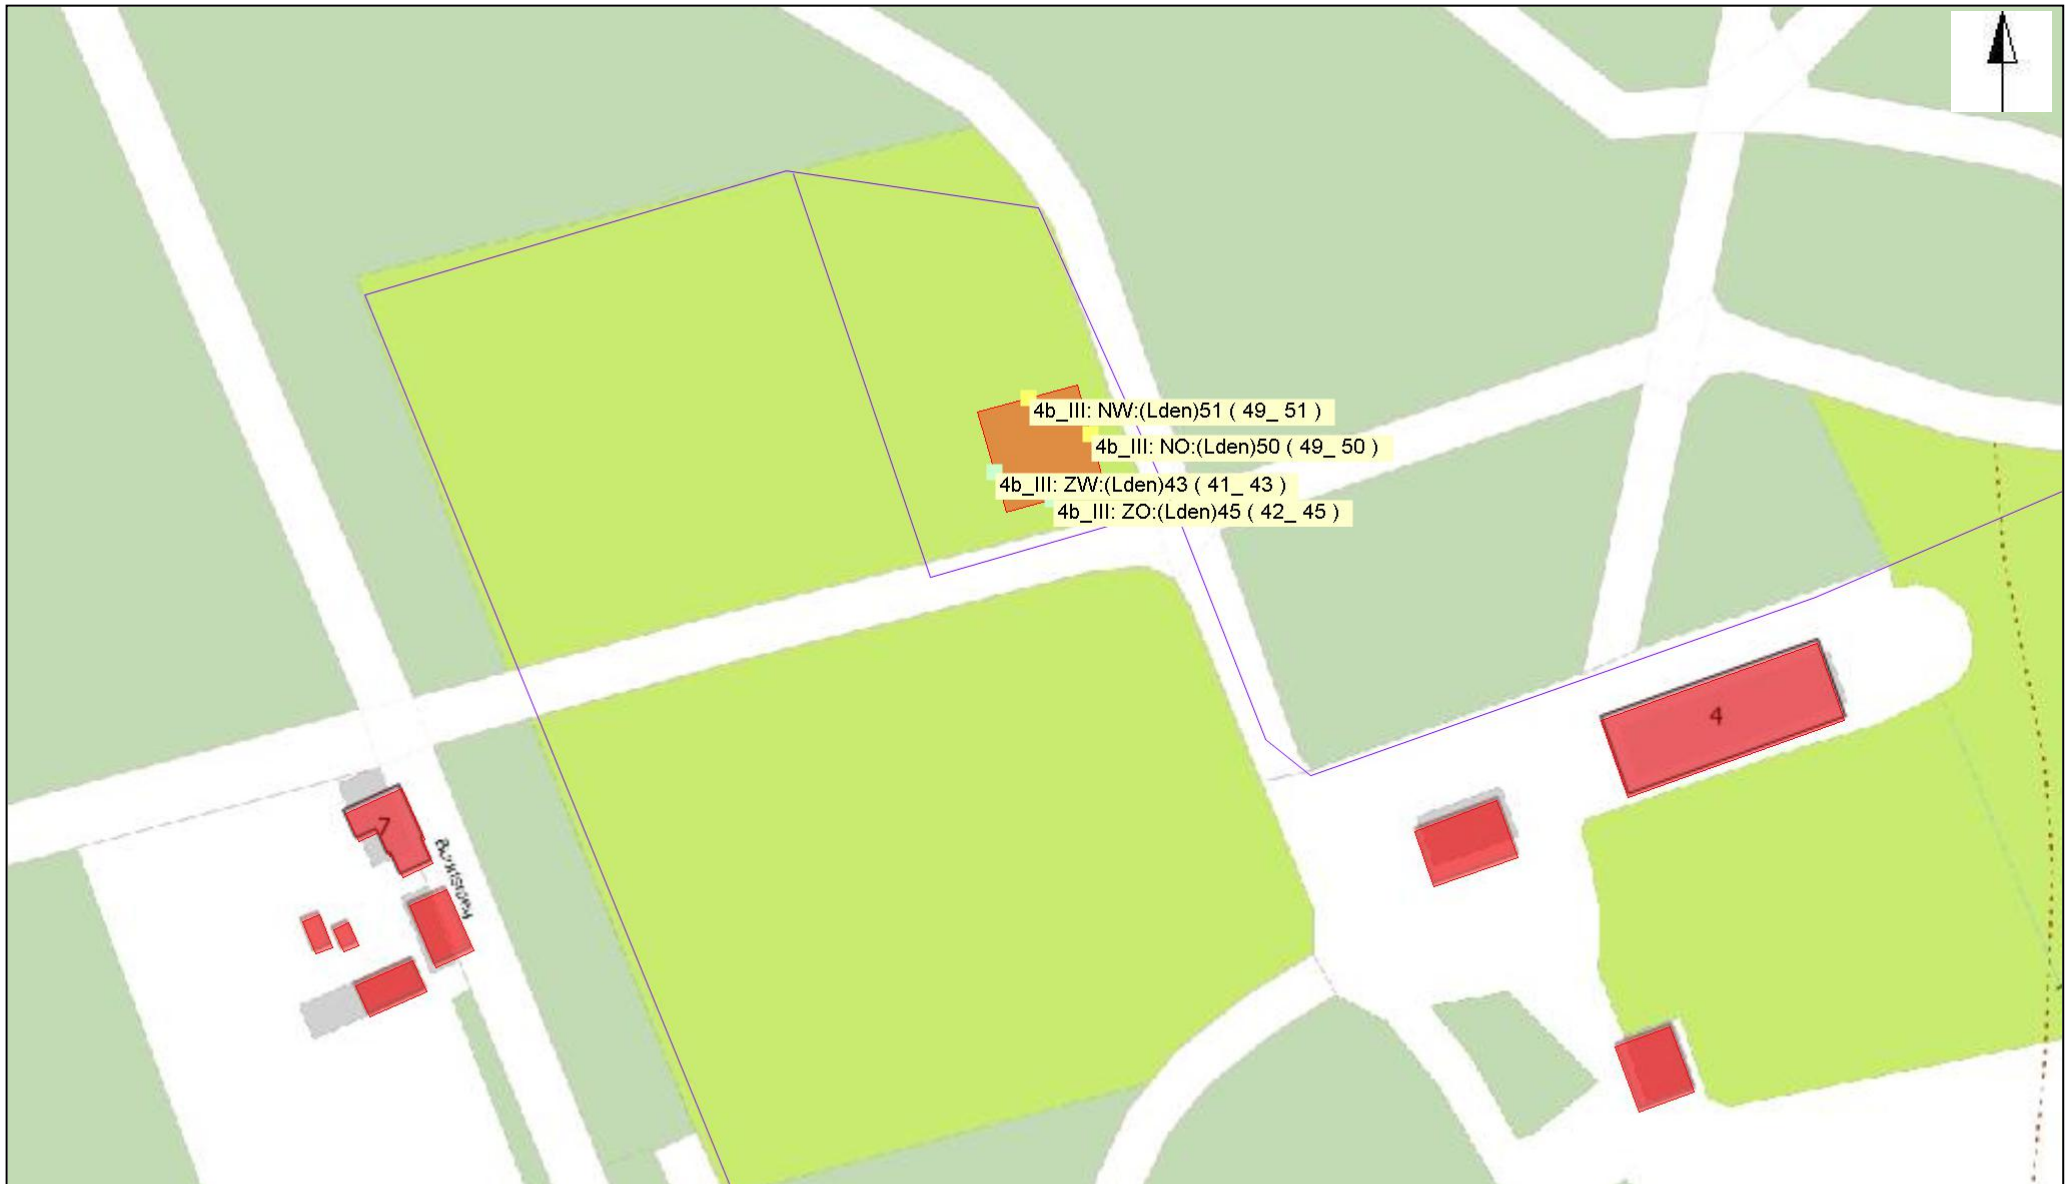 4b_III: NW:(Lden)51 ( 49_ 51 )
4b_III: NO:(Lden)50 ( 49_ 50 )
4b_III: ZW:(Lden)43 ( 41_ 43 )
4b_III: ZO:(Lden)45 ( 42_ 45 )
4
7